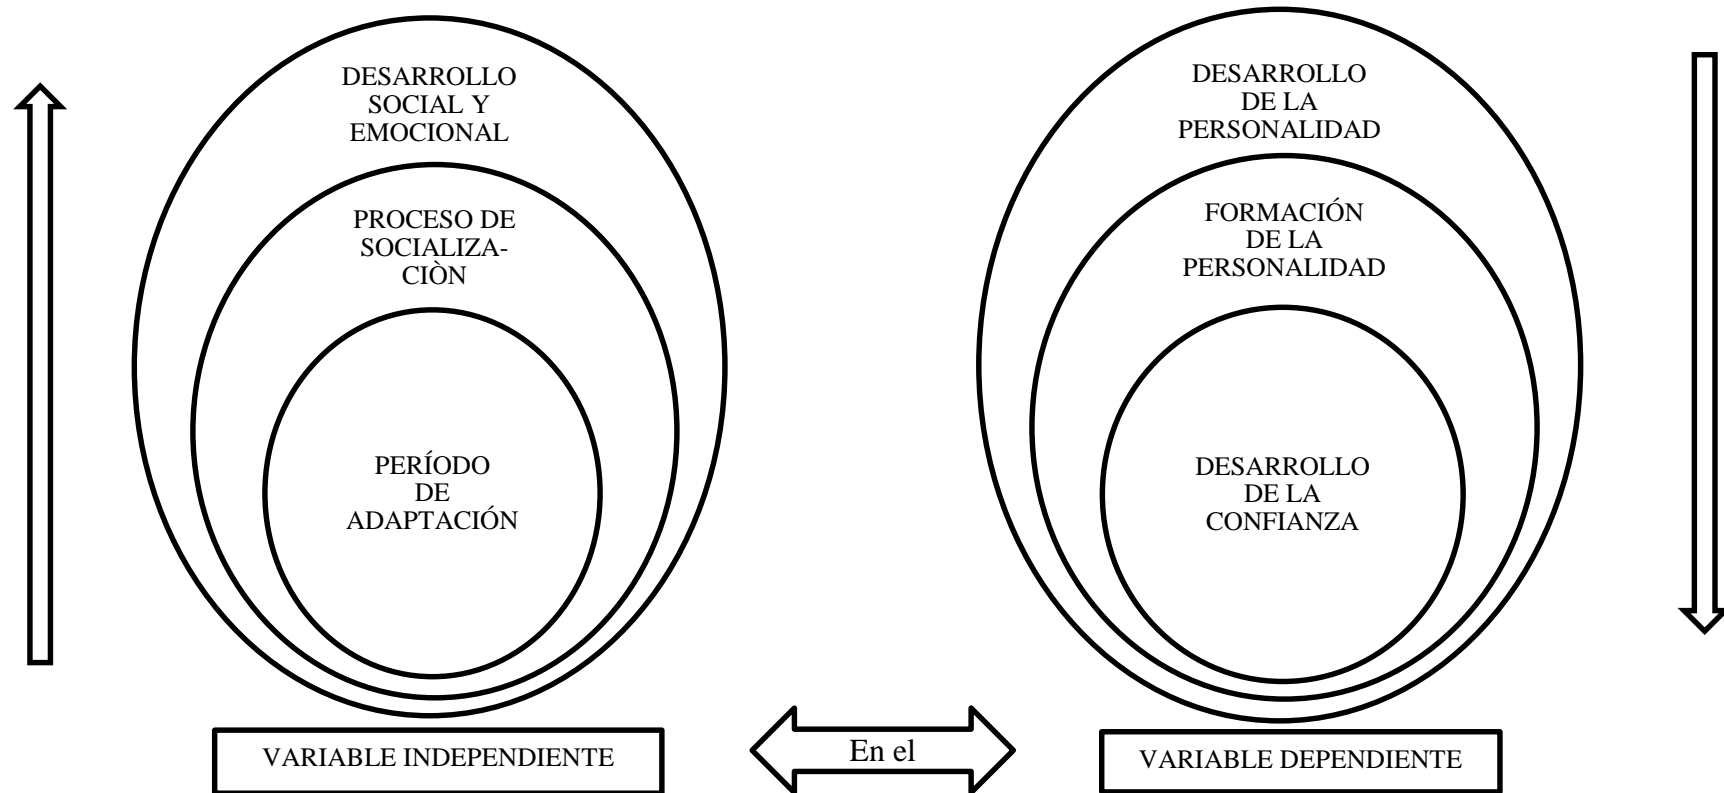 DESARROLLO
SOCIAL Y
EMOCIONAL
PROCESO DE
SOCIALIZA-
CIÒN
PERÍODO
DE
ADAPTACIÓN
VARIABLE INDEPENDIENTE
En el
DESARROLLO
DE LA
PERSONALIDAD
FORMACIÓN
DE LA
PERSONALIDAD
DESARROLLO
DE LA
CONFIANZA
VARIABLE DEPENDIENTE